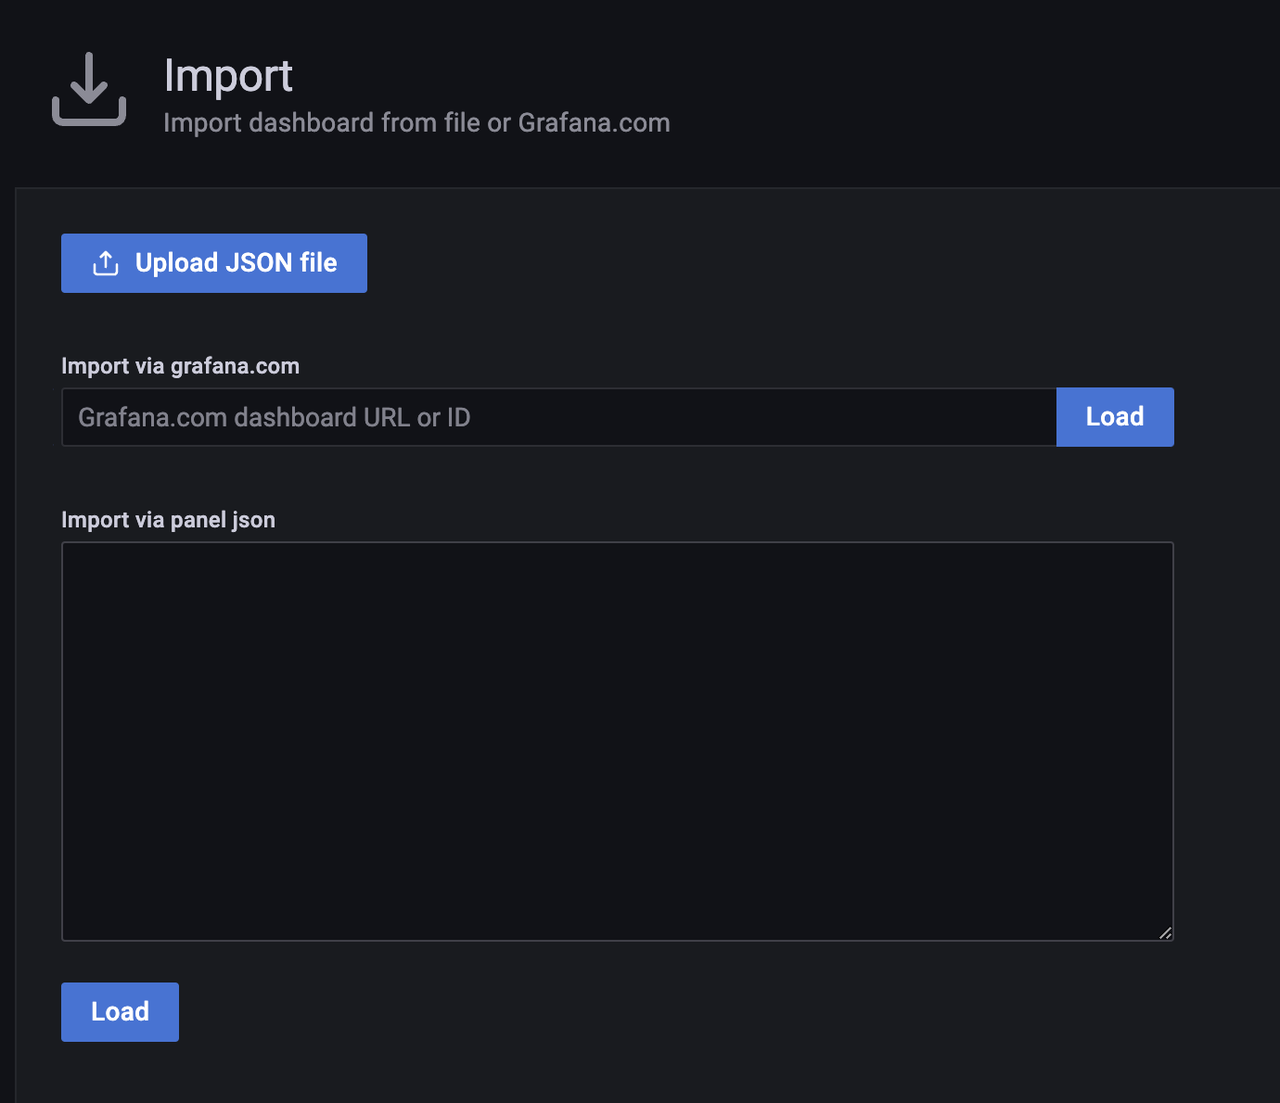 Import
Import dashboard from file or Grafana.com
Upload JSON file
Import via grafana.com
Grafana.com dashboard URL or ID
Load
Import via panel json
Load